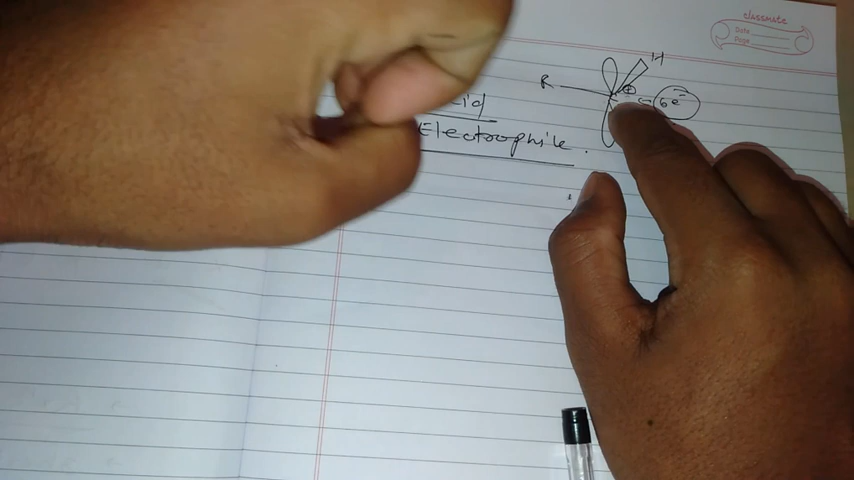 classmate
Date
Page
H
R
⊕
6e⁻
Electrophile.